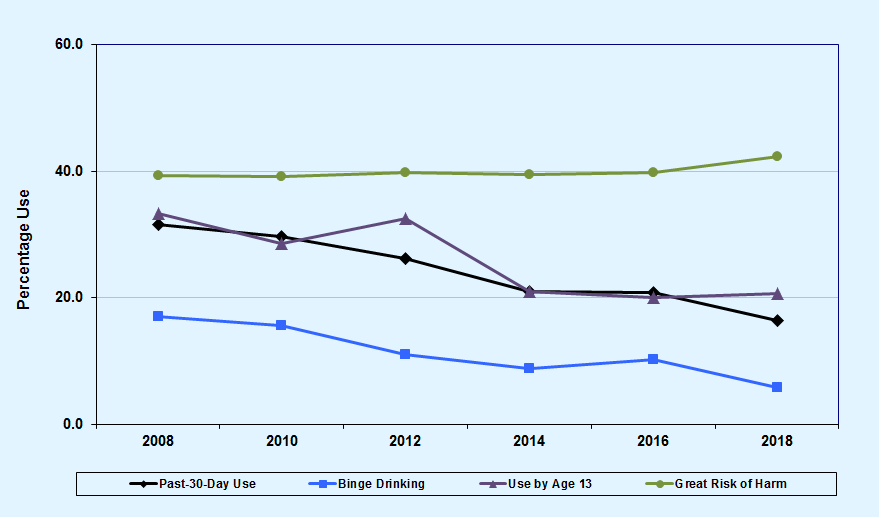 60.0
40.0
20.0
0.0
Percentage Use
2008 2010 2012 2014 2016 2018
Past-30-Day Use Binge Drinking Use by Age 13 Great Risk of Harm